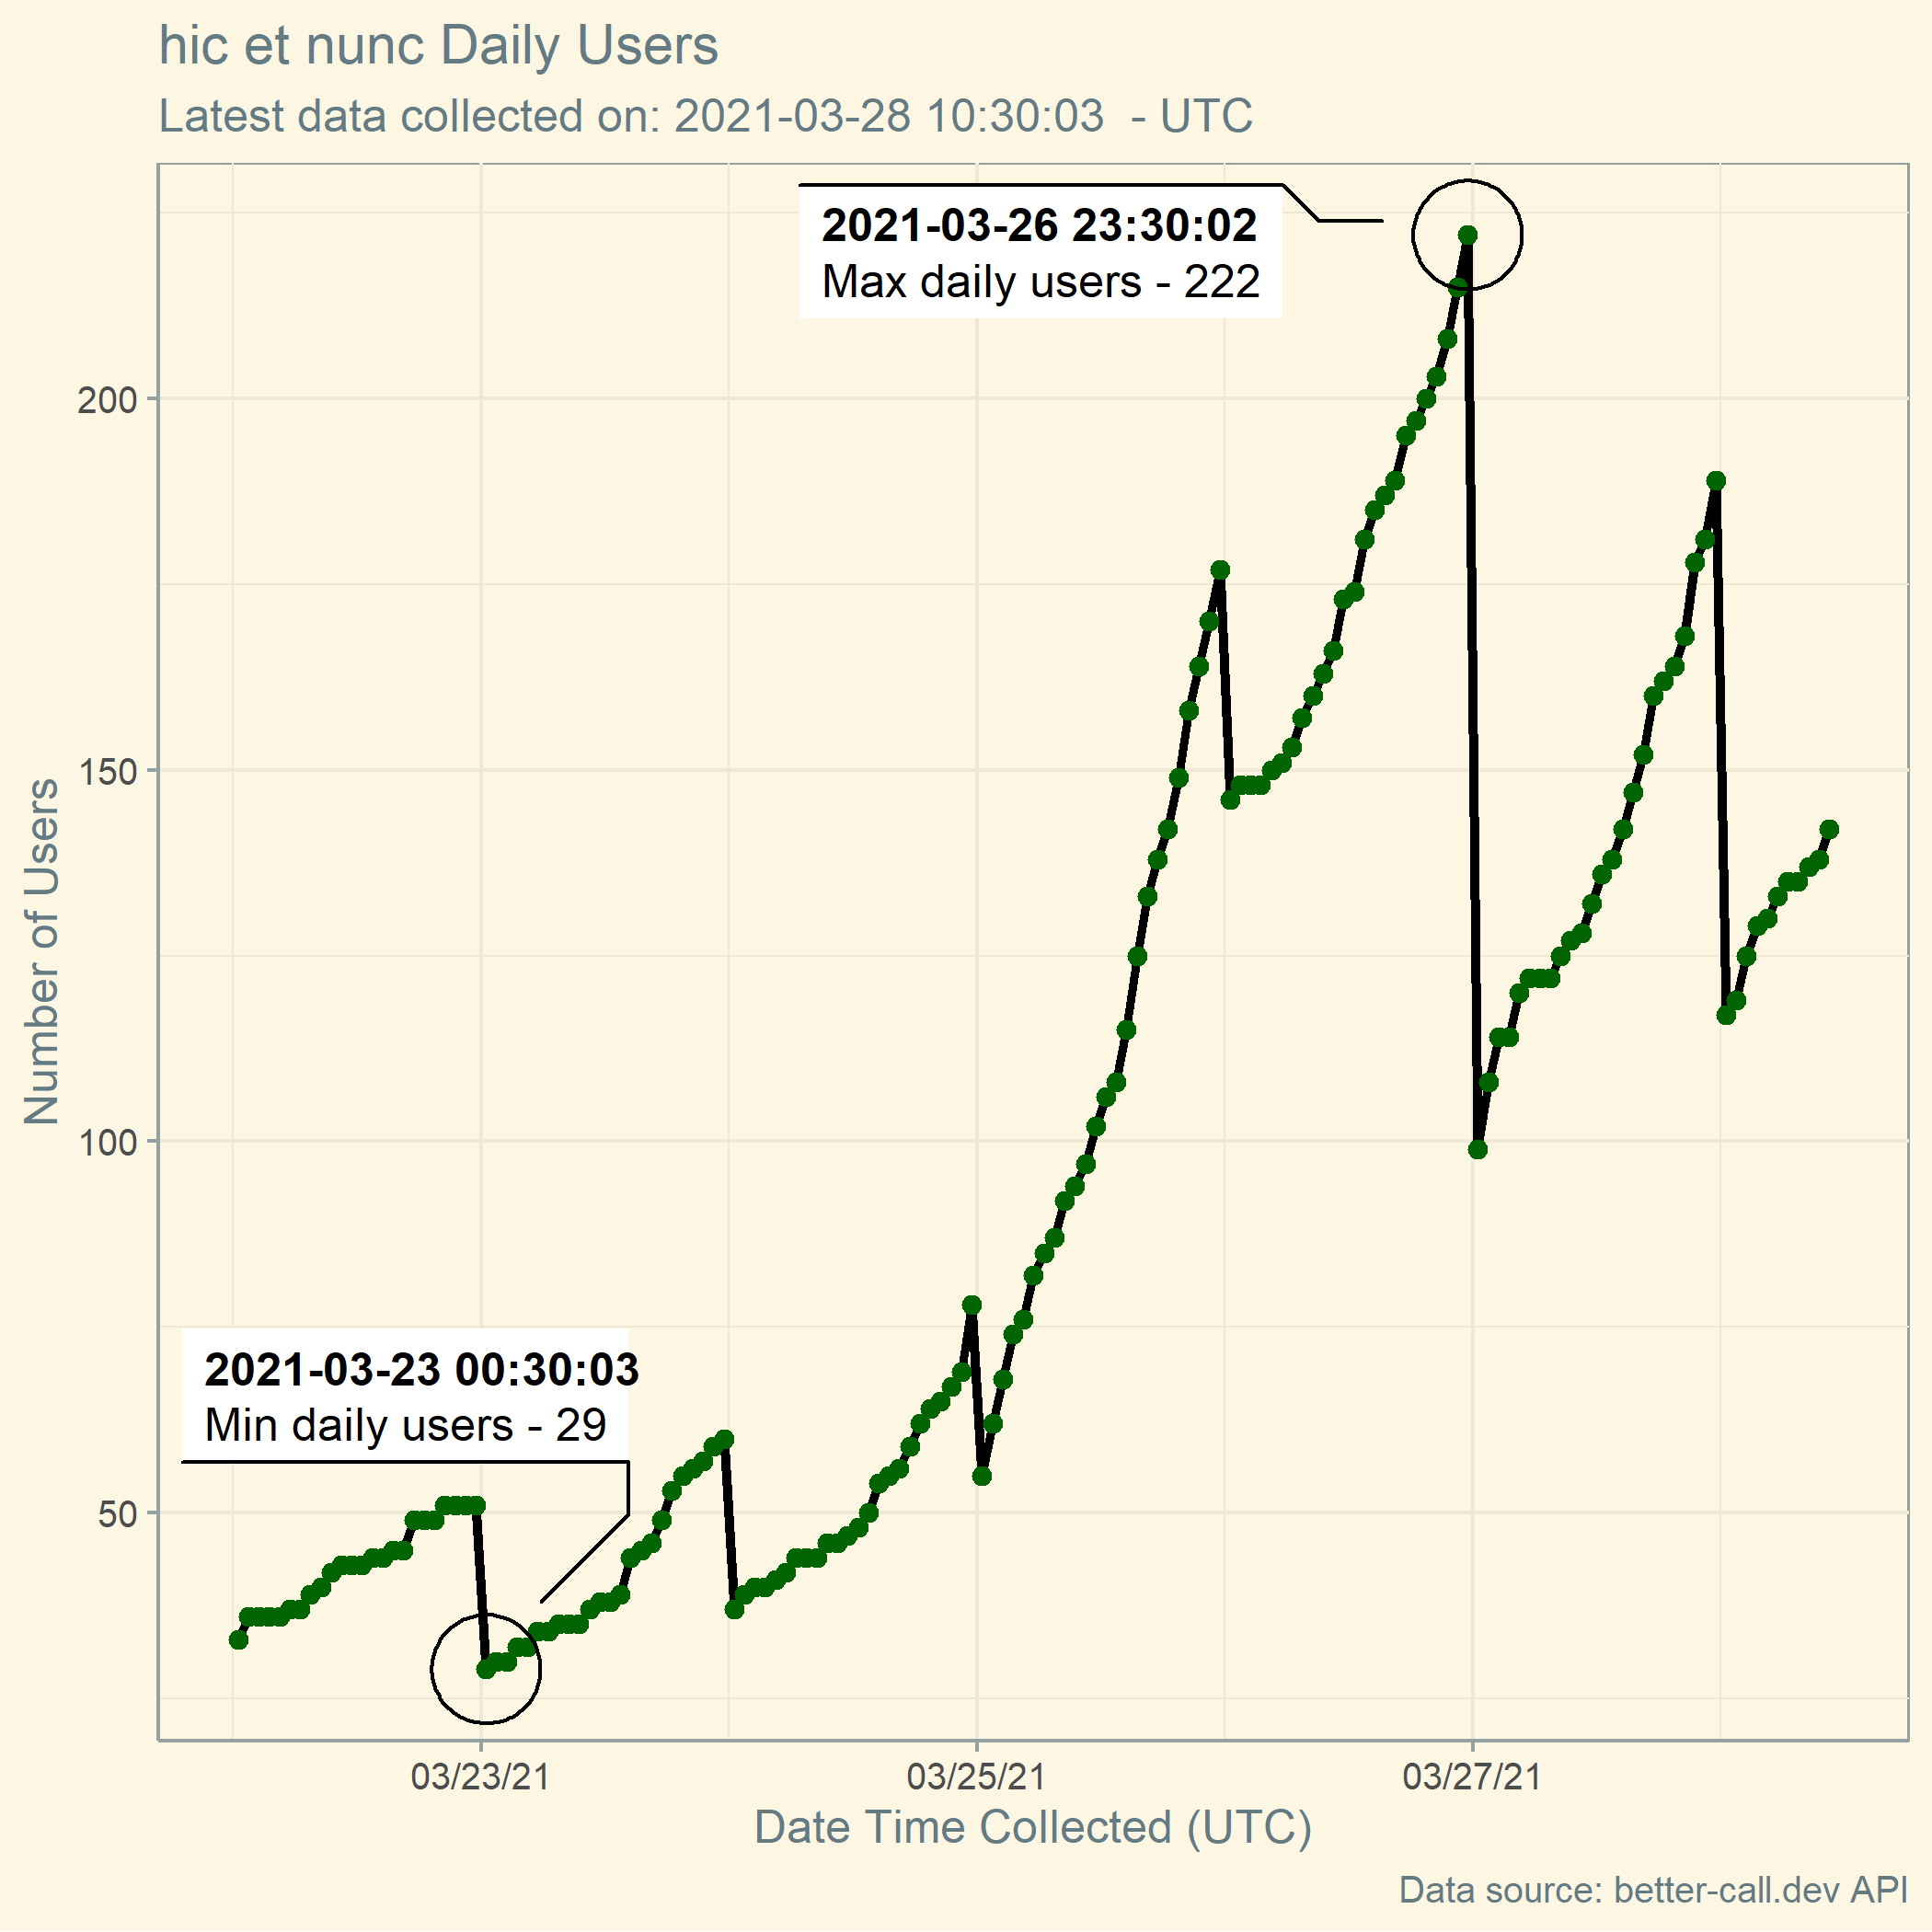 hic et nunc Daily Users
Latest data collected on: 2021-03-28 10:30:03  - UTC
2021-03-26 23:30:02
Max daily users - 222
200
150
100
50
Number of Users
2021-03-23 00:30:03
Min daily users - 29
03/23/21
03/25/21
03/27/21
Date Time Collected (UTC)
Data source: better-call.dev API